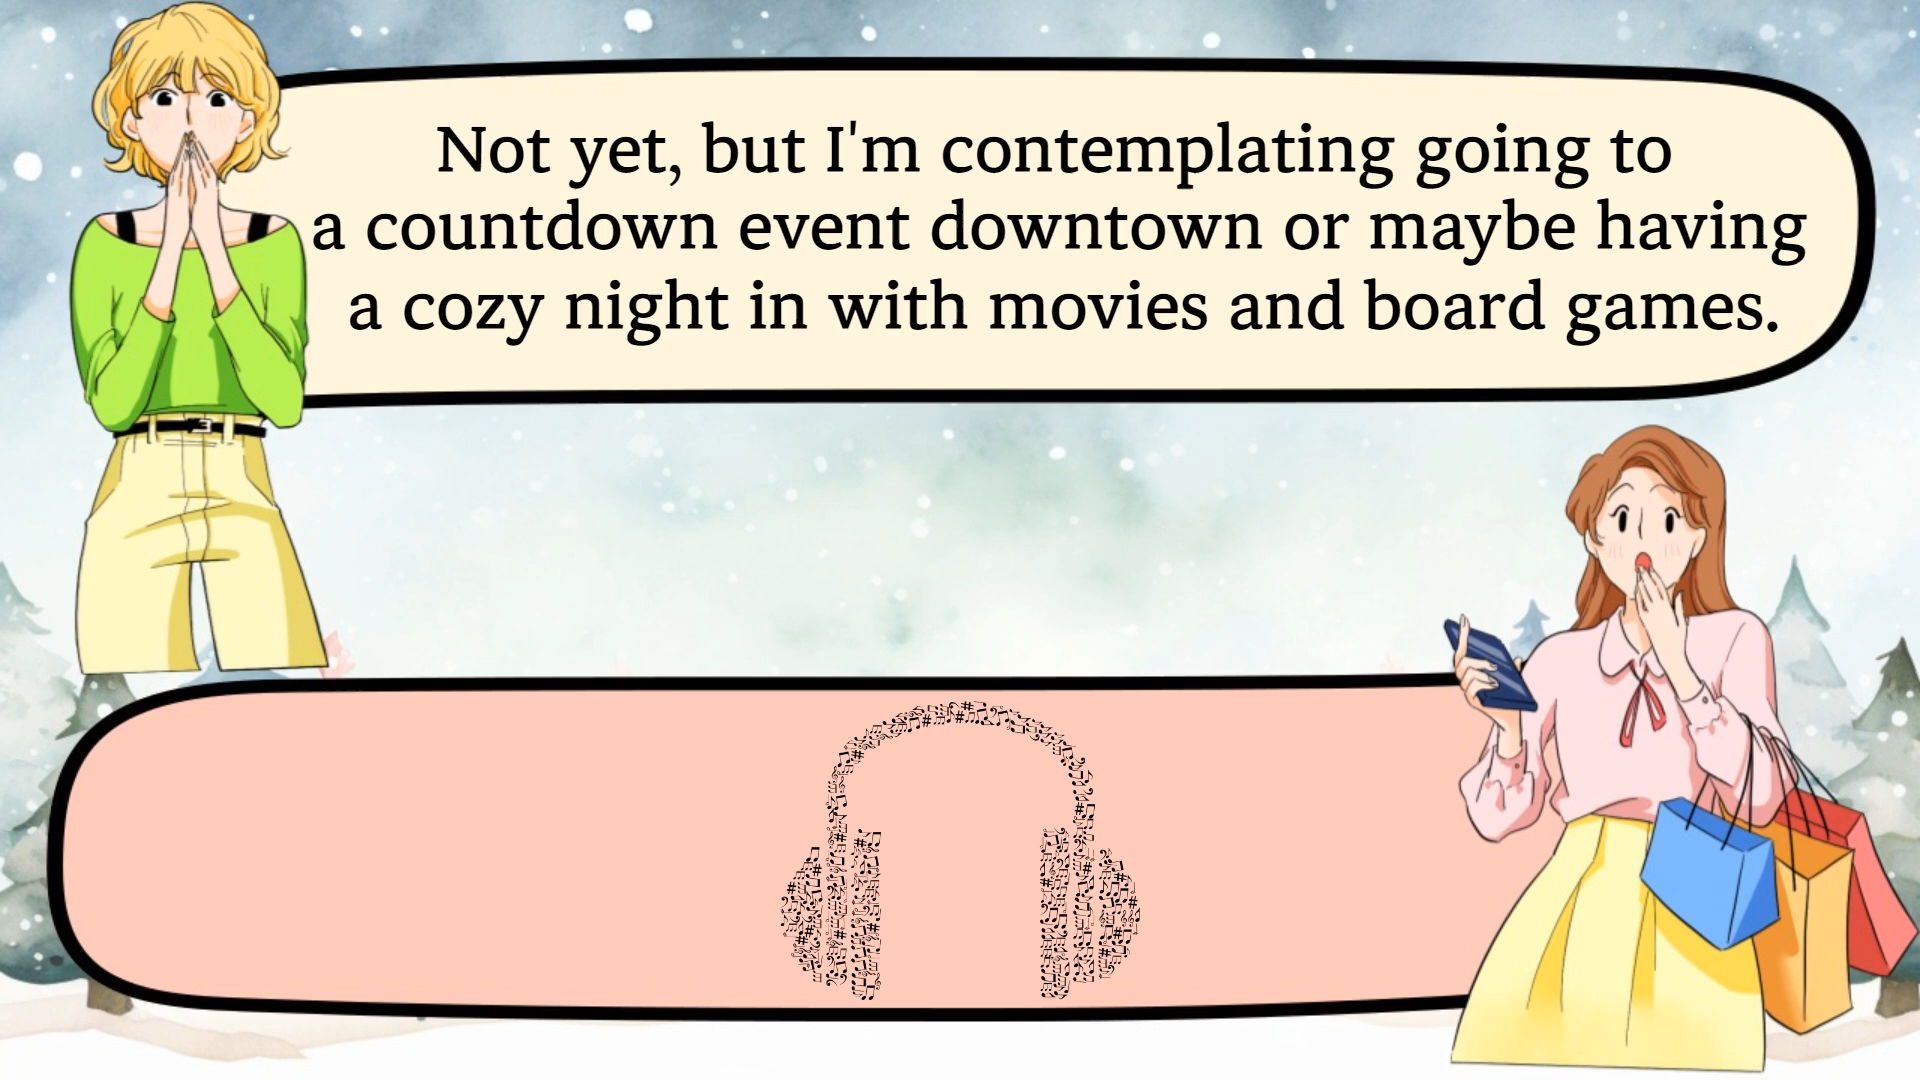 Not yet, but I'm contemplating going to
a countdown event downtown or maybe having
a cozy night in with movies and board games.